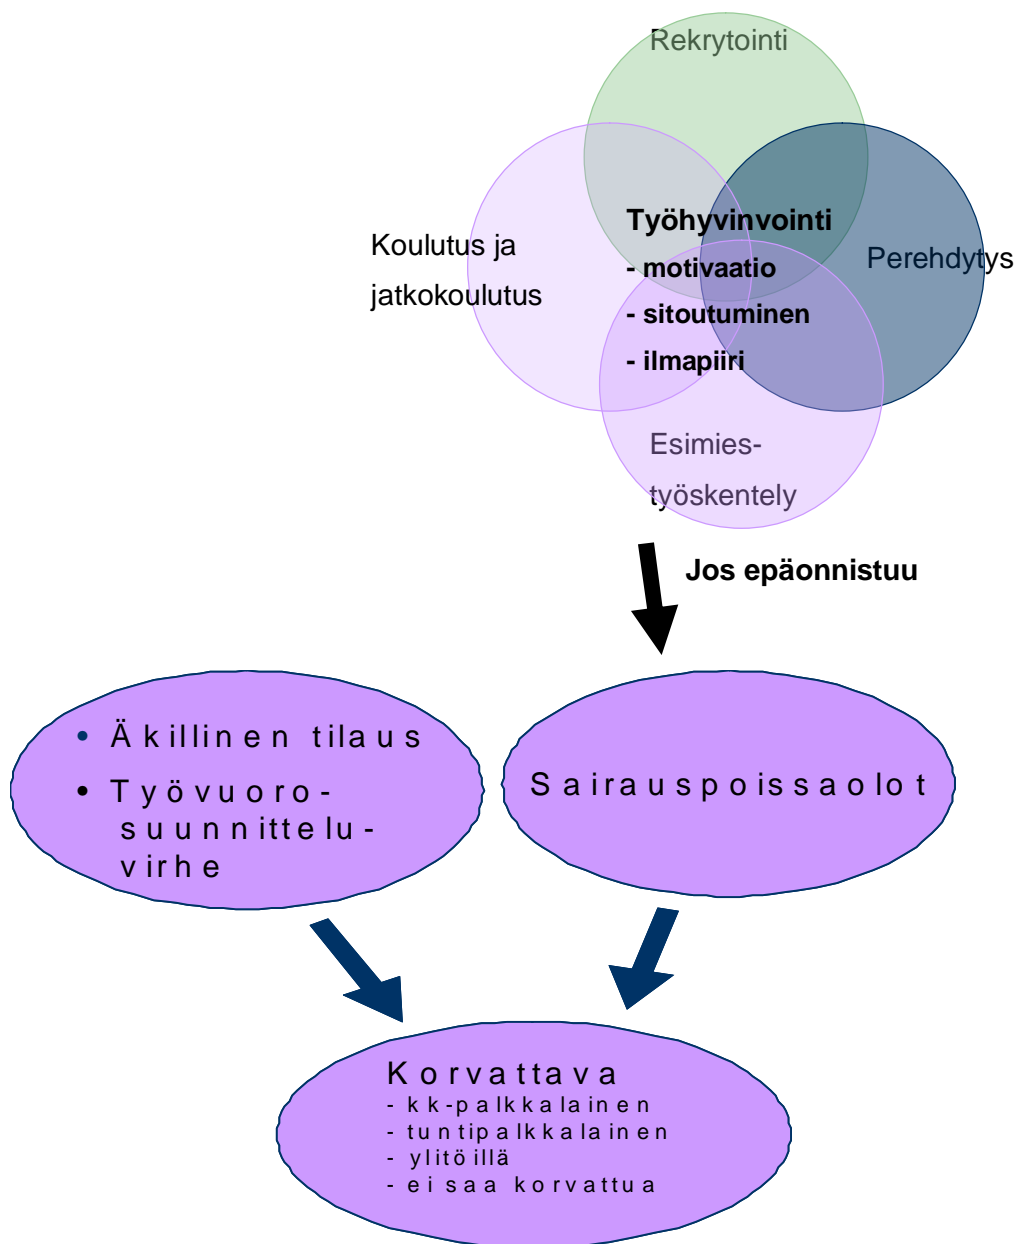 Rekrytointi
Koulutus ja
jatkokoulutus
Työhyvinvointi
- motivaatio
- sitoutuminen
- ilmapiiri
Perehdytys
Esimies-
työskentely
Jos epäonnistuu
• Äkillinen tilaus
• Työvuoro-
suunnittelu-
virhe
Sairauspoissaolot
Korvattava
- kk-palkkalainen
- tuntipalkkalainen
- ylitöillä
- ei saa korvattua